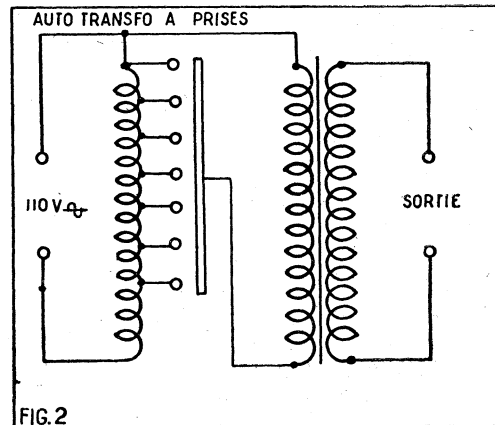 AUTO TRANSFO A PRISES
110 V
SORTIE
FIG. 2